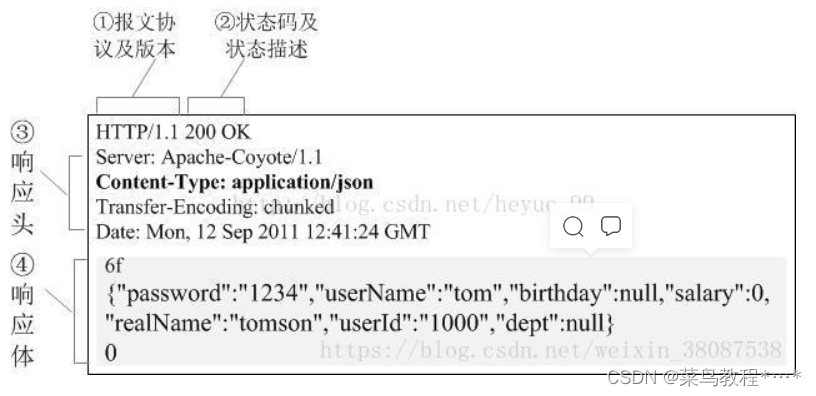 ①报文协
议及版本
②状态码及
状态描述
HTTP/1.1 200 OK
③
响
应
头
Server: Apache-Coyote/1.1
Content-Type: application/json
Transfer-Encoding: chunked
Date: Mon, 12 Sep 2011 12:41:24 GMT
④
响
应
体
6f
{"password":"1234","userName":"tom","birthday":null,"salary":0,
"realName":"tomson","userId":"1000","dept":null}
0
https://blog.csdn.net/weixin_38087538
CSDN @菜鸟教程*…*